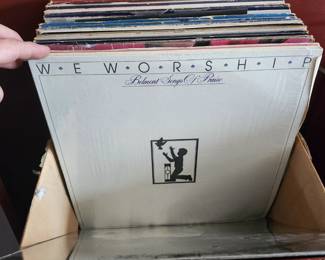 W·E·W·O·R·S·H·I·P
Belmont Songs Of Praise